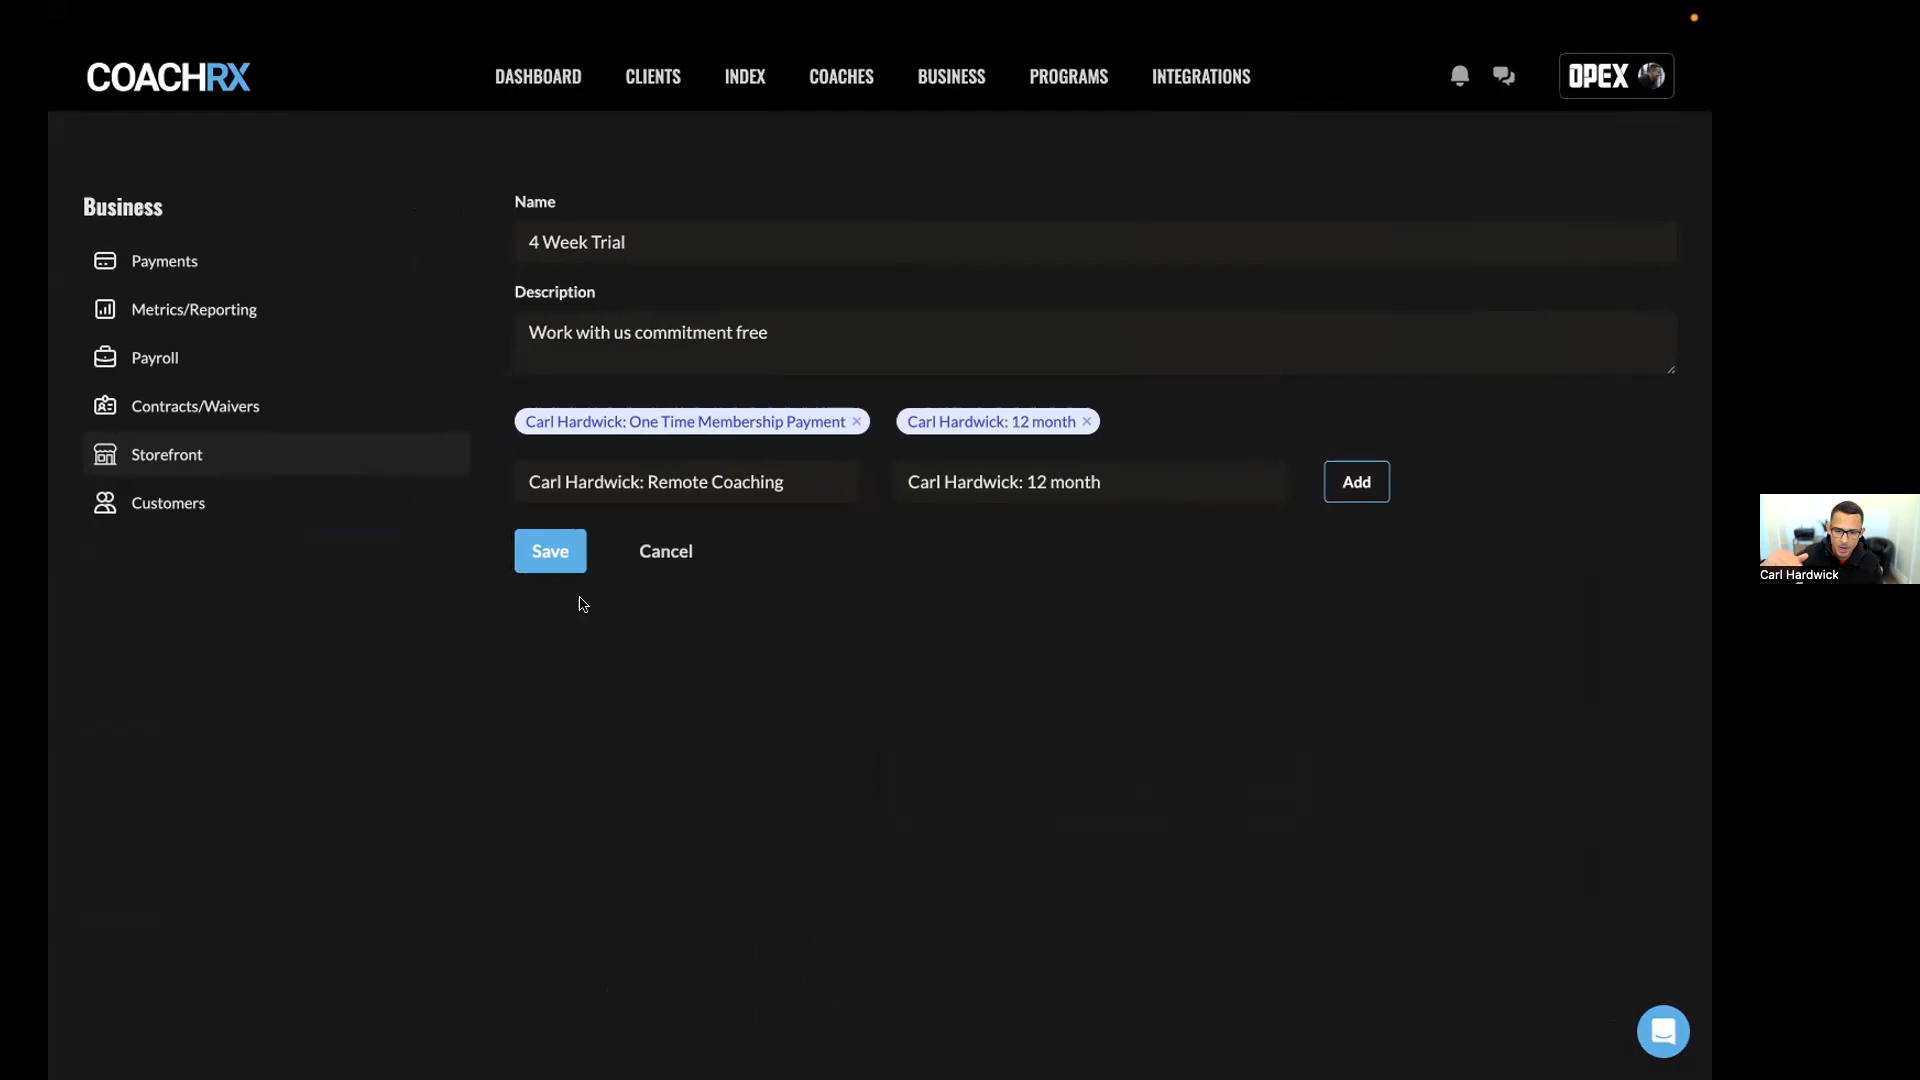 COACHRX
DASHBOARD
CLIENTS
INDEX
COACHES
BUSINESS
PROGRAMS
INTEGRATIONS
OPEX
Business
Payments
Metrics/Reporting
Payroll
Contracts/Waivers
Storefront
Customers
Name
4 Week Trial
Description
Work with us commitment free
Carl Hardwick: One Time Membership Payment ×
Carl Hardwick: 12 month ×
Carl Hardwick: Remote Coaching
Carl Hardwick: 12 month
Add
Save
Cancel
Carl Hardwick